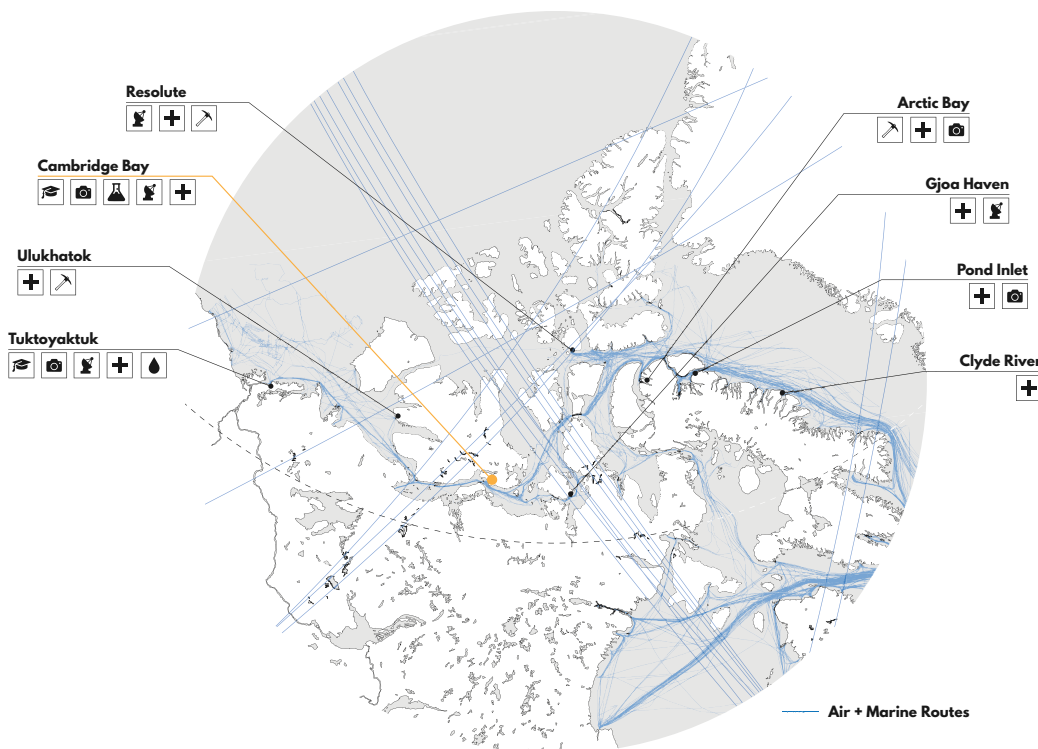 Resolute
Cambridge Bay
Ulukhatok
Tuktoyaktuk
Arctic Bay
Gjoa Haven
Pond Inlet
Clyde River
Air + Marine Routes